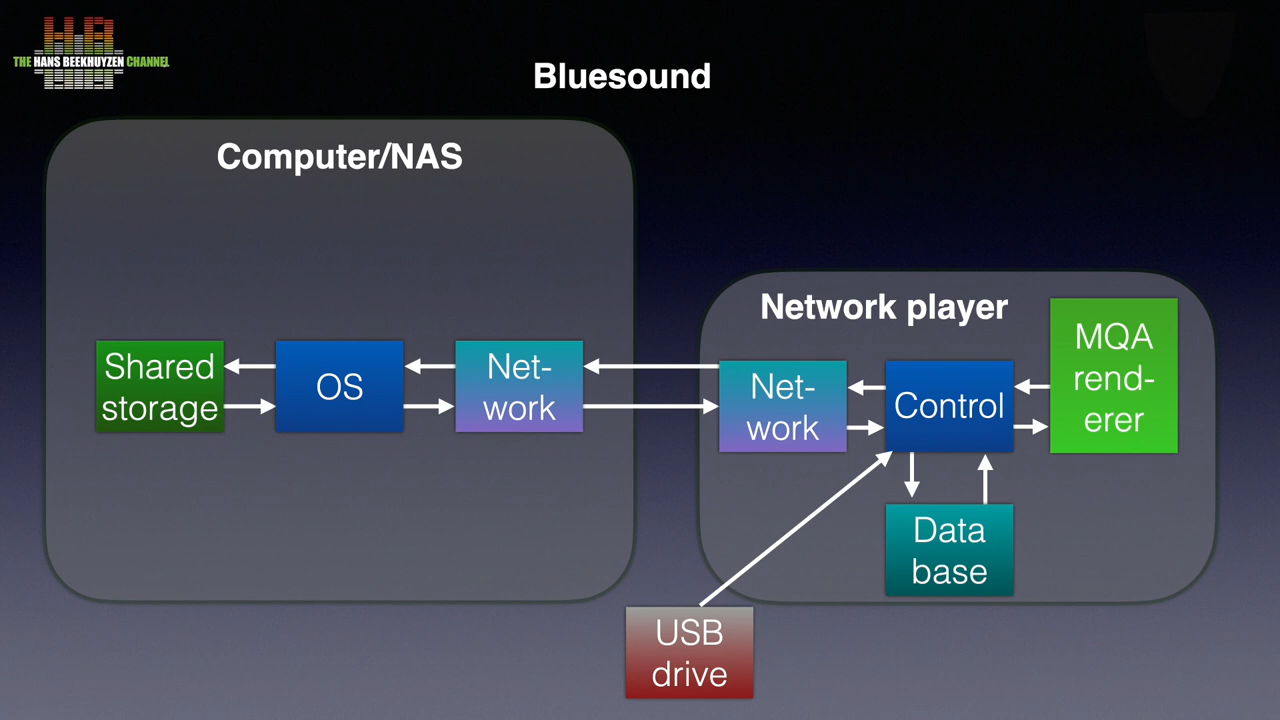 THE HANS BEEKHUYZEN CHANNEL
Bluesound
Computer/NAS
Shared
storage
OS
Net-
work
Network player
Net-
work
Control
MQA
rend-
erer
Data
base
USB
drive